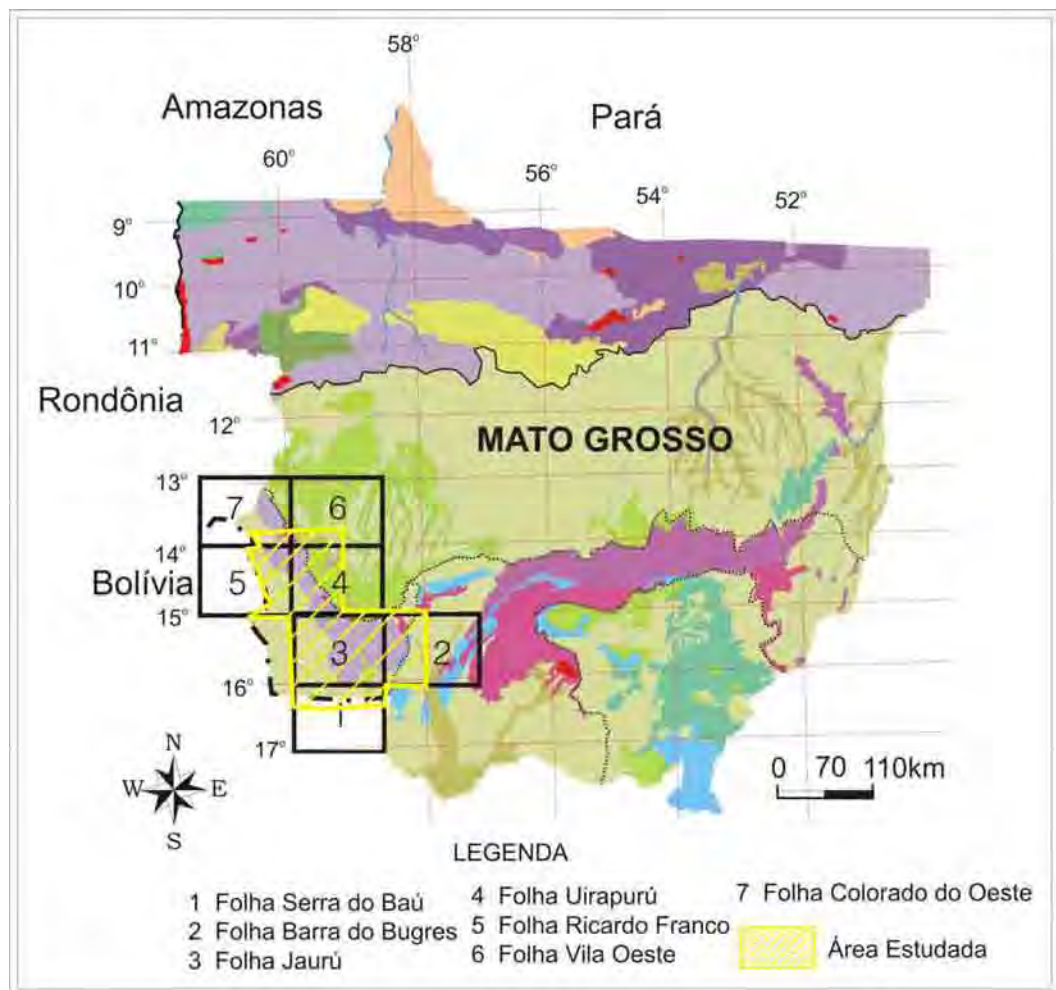 58°
Amazonas
Pará
60°
56°
54°
52°
9°
10°
11°
Rondônia
12°
MATO GROSSO
13°
7
6
14°
Bolívia
5
4
15°
3
2
16°
1
17°
N
W
E
S
0 70 110km
LEGENDA
1 Folha Serra do Baú
2 Folha Barra do Bugres
3 Folha Jaurú
4 Folha Uirapurú
5 Folha Ricardo Franco
6 Folha Vila Oeste
7 Folha Colorado do Oeste
Área Estudada